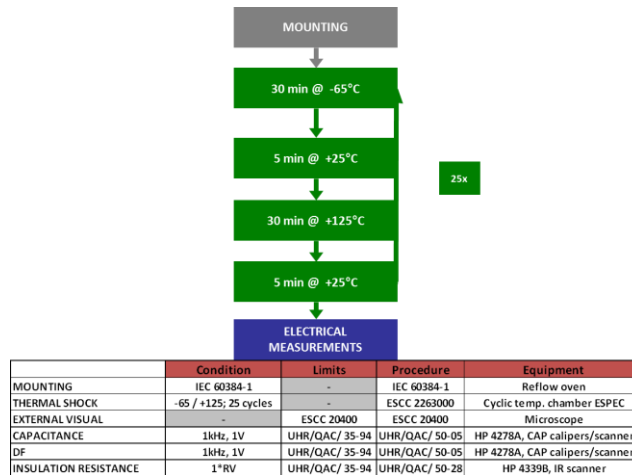 MOUNTING
30 min @ -65°C
5 min @ +25°C
25x
30 min @ +125°C
5 min @ +25°C
ELECTRICAL
MEASUREMENTS
Condition Limits Procedure Equipment
MOUNTING IEC 60384-1 - IEC 60384-1 Reflow oven
THERMAL SHOCK -65 / +125; 25 cycles - ESCC 2263000 Cyclic temp. chamber ESPEC
EXTERNAL VISUAL - ESCC 20400 ESCC 20400 Microscope
CAPACITANCE 1kHz, 1V UHR/QAC/ 35-94 UHR/QAC/ 50-05 HP 4278A, CAP calipers/scanner
DF 1kHz, 1V UHR/QAC/ 35-94 UHR/QAC/ 50-05 HP 4278A, CAP calipers/scanner
INSULATION RESISTANCE 1*RV UHR/QAC/ 35-94 UHR/QAC/ 50-28 HP 4339B, IR scanner